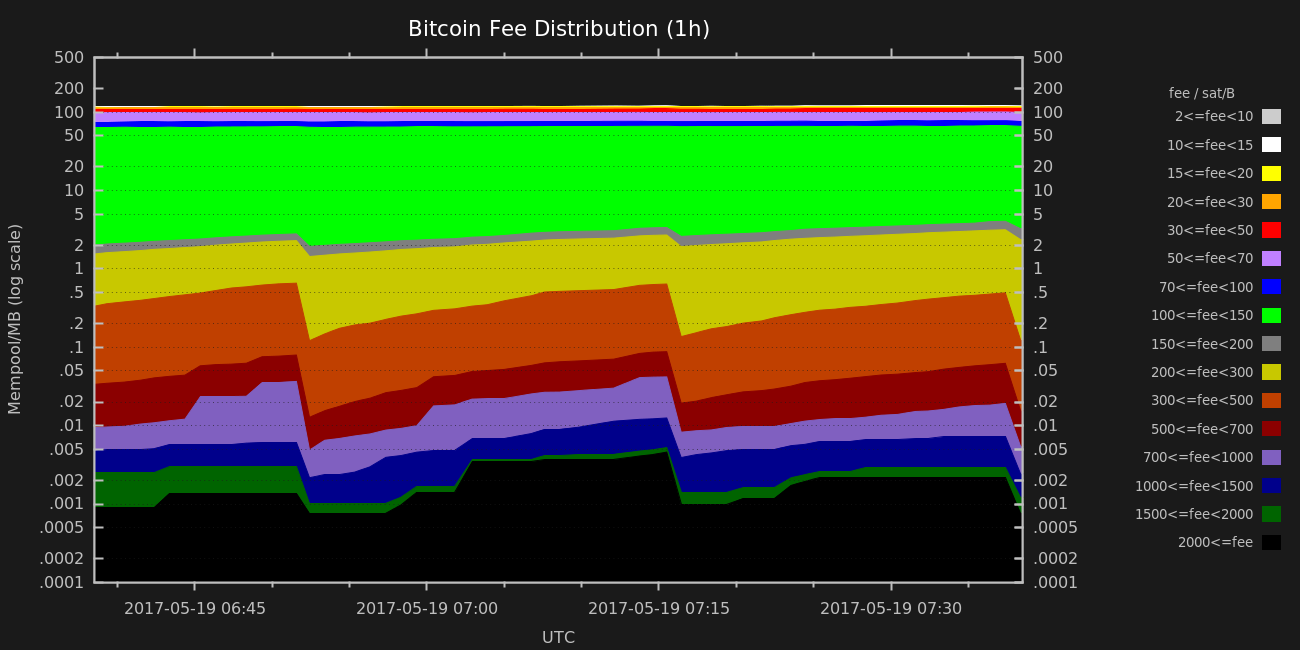 Bitcoin Fee Distribution (1h)
500
200
100
50
20
10
5
2
1
.5
.2
.1
.05
.02
.01
.005
.002
.001
.0005
.0002
.0001
Mempool/MB (log scale)
500
200
100
50
20
10
5
2
1
.5
.2
.1
.05
.02
.01
.005
.002
.001
.0005
.0002
.0001
2017-05-19 06:45
2017-05-19 07:00
2017-05-19 07:15
2017-05-19 07:30
UTC
fee / sat/B
2<=fee<10
10<=fee<15
15<=fee<20
20<=fee<30
30<=fee<50
50<=fee<70
70<=fee<100
100<=fee<150
150<=fee<200
200<=fee<300
300<=fee<500
500<=fee<700
700<=fee<1000
1000<=fee<1500
1500<=fee<2000
2000<=fee